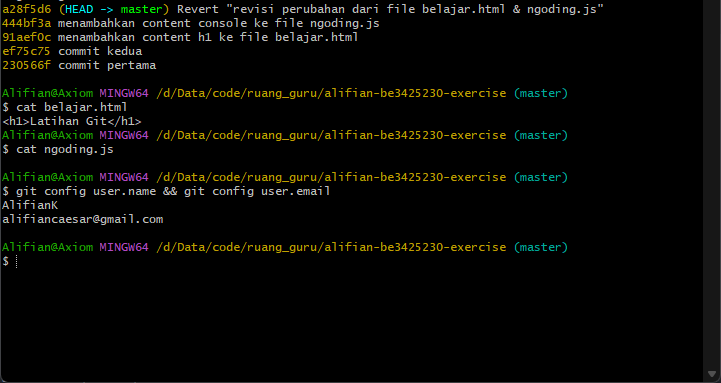 a28f5d6 (HEAD -> master) Revert "revisi perubahan dari file belajar.html & ngoding.js"
444bf3a menambahkan content console ke file ngoding.js
91aef0c menambahkan content h1 ke file belajar.html
ef75c75 commit kedua
230566f commit pertama
Alifian@Axiom MINGW64 /d/Data/code/ruang_guru/alifian-be3425230-exercise (master)
$ cat belajar.html
<h1>Latihan Git</h1>
Alifian@Axiom MINGW64 /d/Data/code/ruang_guru/alifian-be3425230-exercise (master)
$ cat ngoding.js
Alifian@Axiom MINGW64 /d/Data/code/ruang_guru/alifian-be3425230-exercise (master)
$ git config user.name && git config user.email
AlifianK
alifiancaesar@gmail.com
Alifian@Axiom MINGW64 /d/Data/code/ruang_guru/alifian-be3425230-exercise (master)
$